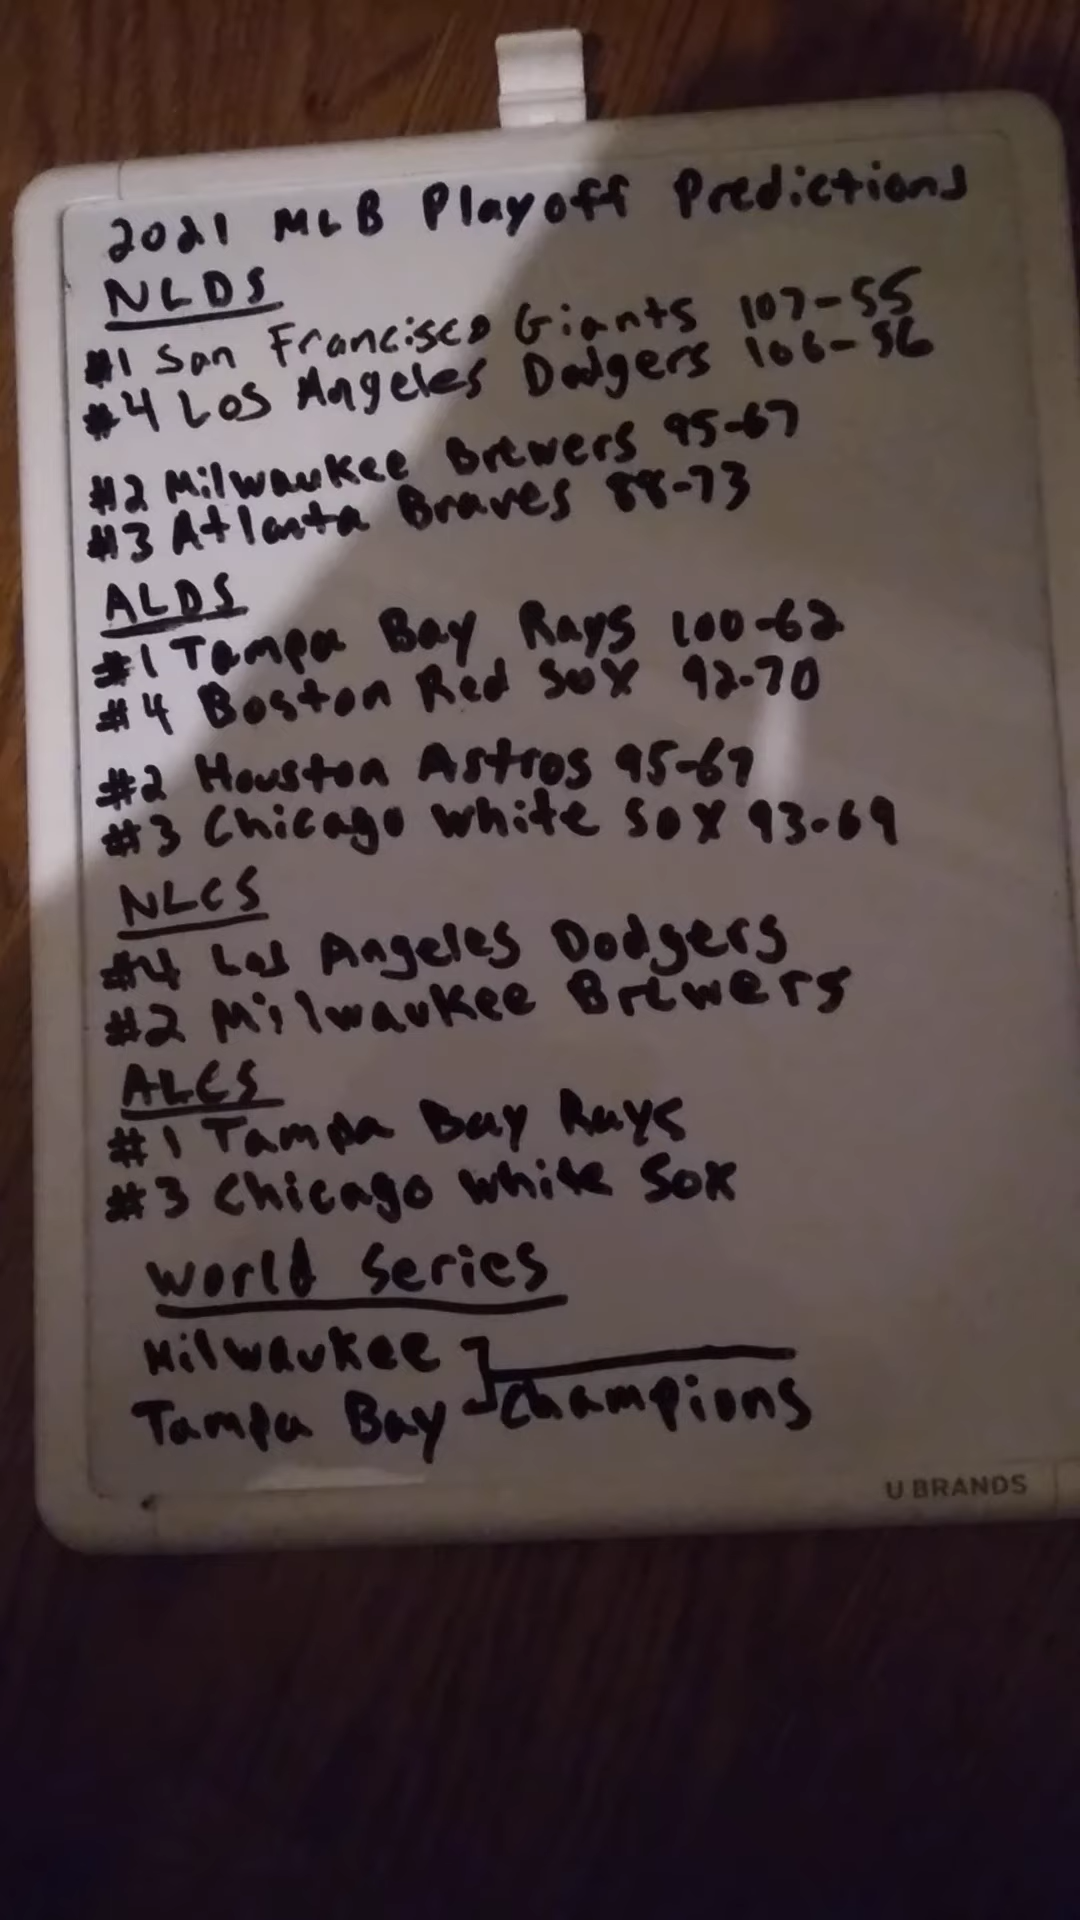 2021 MLB Playoff Predictions
NLDS
#1 San Francisco Giants 107-55
#4 Los Angeles Dodgers 106-56
#2 Milwaukee Brewers 95-67
#3 Atlanta Braves 88-73
ALDS
#1 Tampa Bay Rays 100-62
#4 Boston Red Sox 92-70
#2 Houston Astros 95-67
#3 Chicago White Sox 93-69
NLCS
#4 Los Angeles Dodgers
#2 Milwaukee Brewers
ALCS
#1 Tampa Bay Rays
#3 Chicago White Sox
World Series
Milwaukee
Tampa Bay Champions
U BRANDS